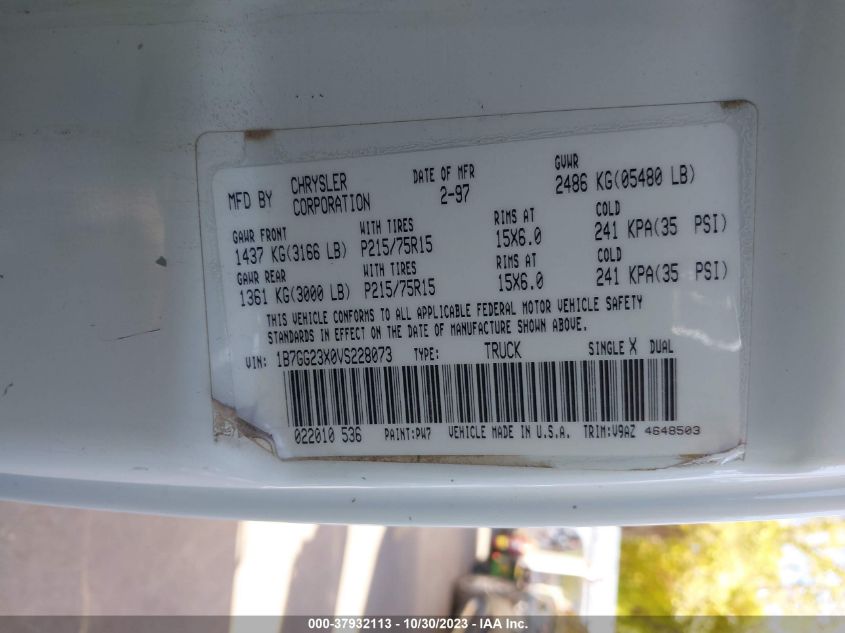 MFD BY CHRYSLER CORPORATION DATE OF MFR 2-97 GVWR 2486 KG(05480 LB)
GAWR FRONT WITH TIRES RIMS AT COLD
1437 KG(3166 LB) P215/75R15 15X6.0 241 KPA(35 PSI)
GAWR REAR WITH TIRES RIMS AT COLD
1361 KG(3000 LB) P215/75R15 15X6.0 241 KPA(35 PSI)
THIS VEHICLE CONFORMS TO ALL APPLICABLE FEDERAL MOTOR VEHICLE SAFETY
STANDARDS IN EFFECT ON THE DATE OF MANUFACTURE SHOWN ABOVE.
VIN: 1B7GG23X0VS228073 TYPE: TRUCK SINGLE X DUAL
022010 536 PAINT:PW7 VEHICLE MADE IN U.S.A. TRIM:V9AZ 4648503
000-37932113 - 10/30/2023 - IAA Inc.